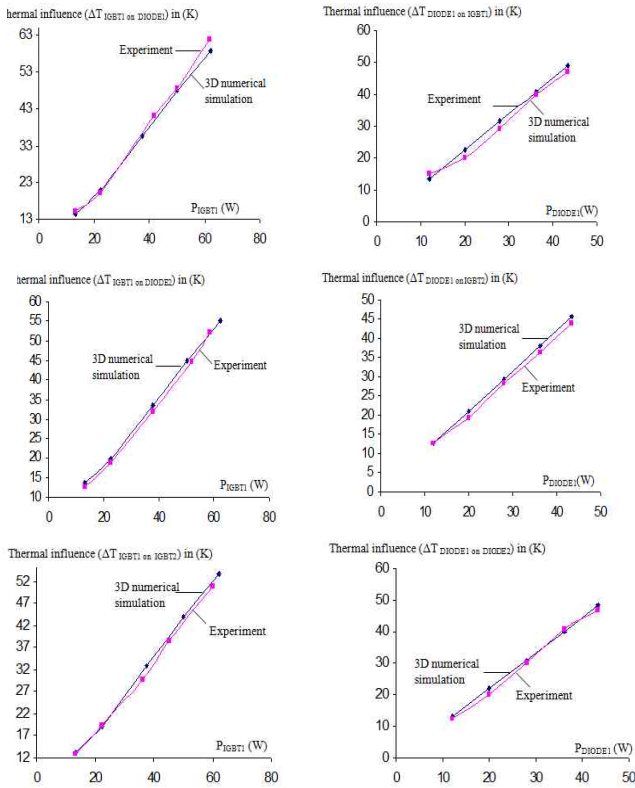 hermal influence (ΔT IGBT1 on DIODE1) in (K)
63
53
43
33
23
13
0 20 40 60 80
Experiment
3D numerical
simulation
PIGBT1 (W)
Thermal influence (ΔT DIODE1 on IGBT1) in (K)
60
50
40
30
20
10
0
0 10 20 30 40 50
Experiment
3D numerical
simulation
PDIODE1(W)
hermal influence (ΔT IGBT1 on DIODE2) in (K)
60
55
50
45
40
35
30
25
20
15
10
0 20 40 60 80
3D numerical
simulation
Experiment
PIGBT1 (W)
Thermal influence (ΔT DIODE1 on IGBT2) in (K)
50
45
40
35
30
25
20
15
10
5
0
0 10 20 30 40 50
3D numerical
simulation
Experiment
PDIODE1(W)
Thermal influence (ΔT IGBT1 on IGBT2) in (K)
52
47
42
37
32
27
22
17
12
0 20 40 60 80
3D numerical
simulation
Experiment
PIGBT1 (W)
Thermal influence (ΔT DIODE1 on DIODE2) in (K)
60
50
40
30
20
10
0
0 10 20 30 40 50
3D numerical
simulation
Experiment
PDIODE1(W)